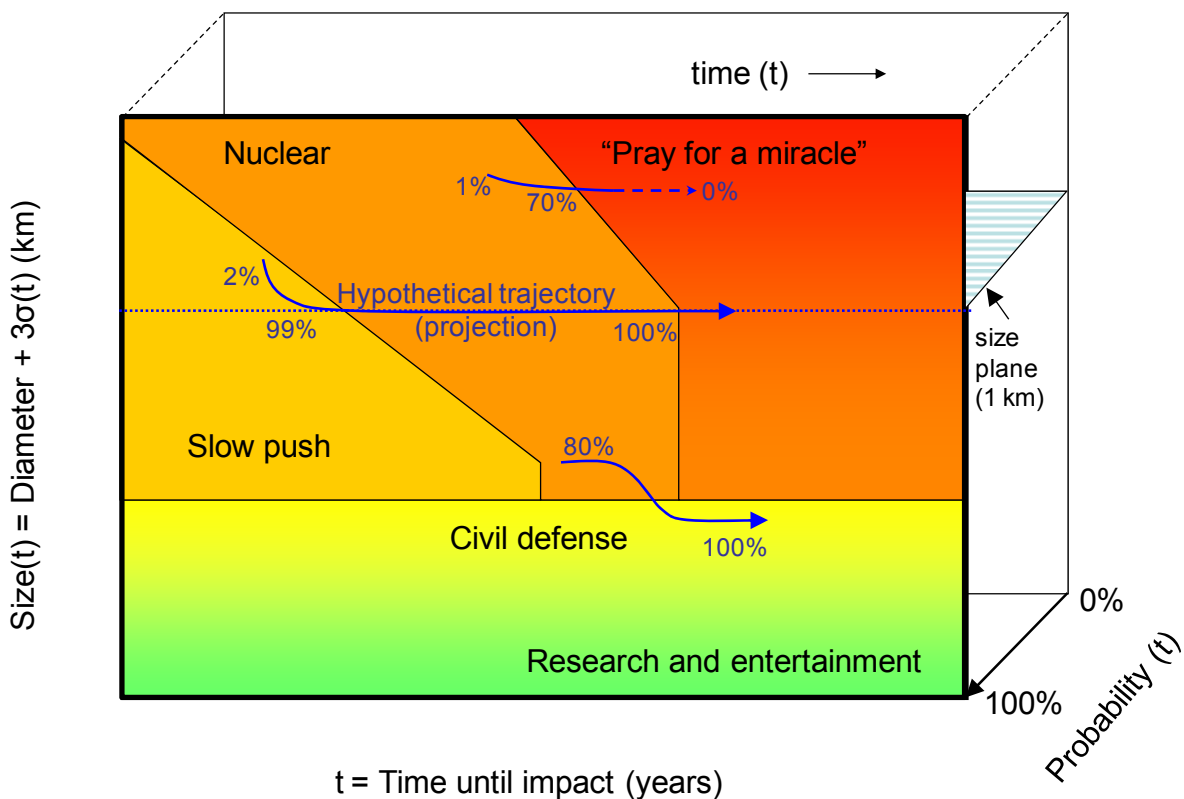 time (t)
Nuclear
“Pray for a miracle”
1%
70%
0%
2%
Hypothetical trajectory
(projection)
99%
100%
size
plane
(1 km)
Slow push
80%
Civil defense
100%
Research and entertainment
0%
100%
Probability (t)
Size(t) = Diameter + 3σ(t) (km)
t = Time until impact (years)